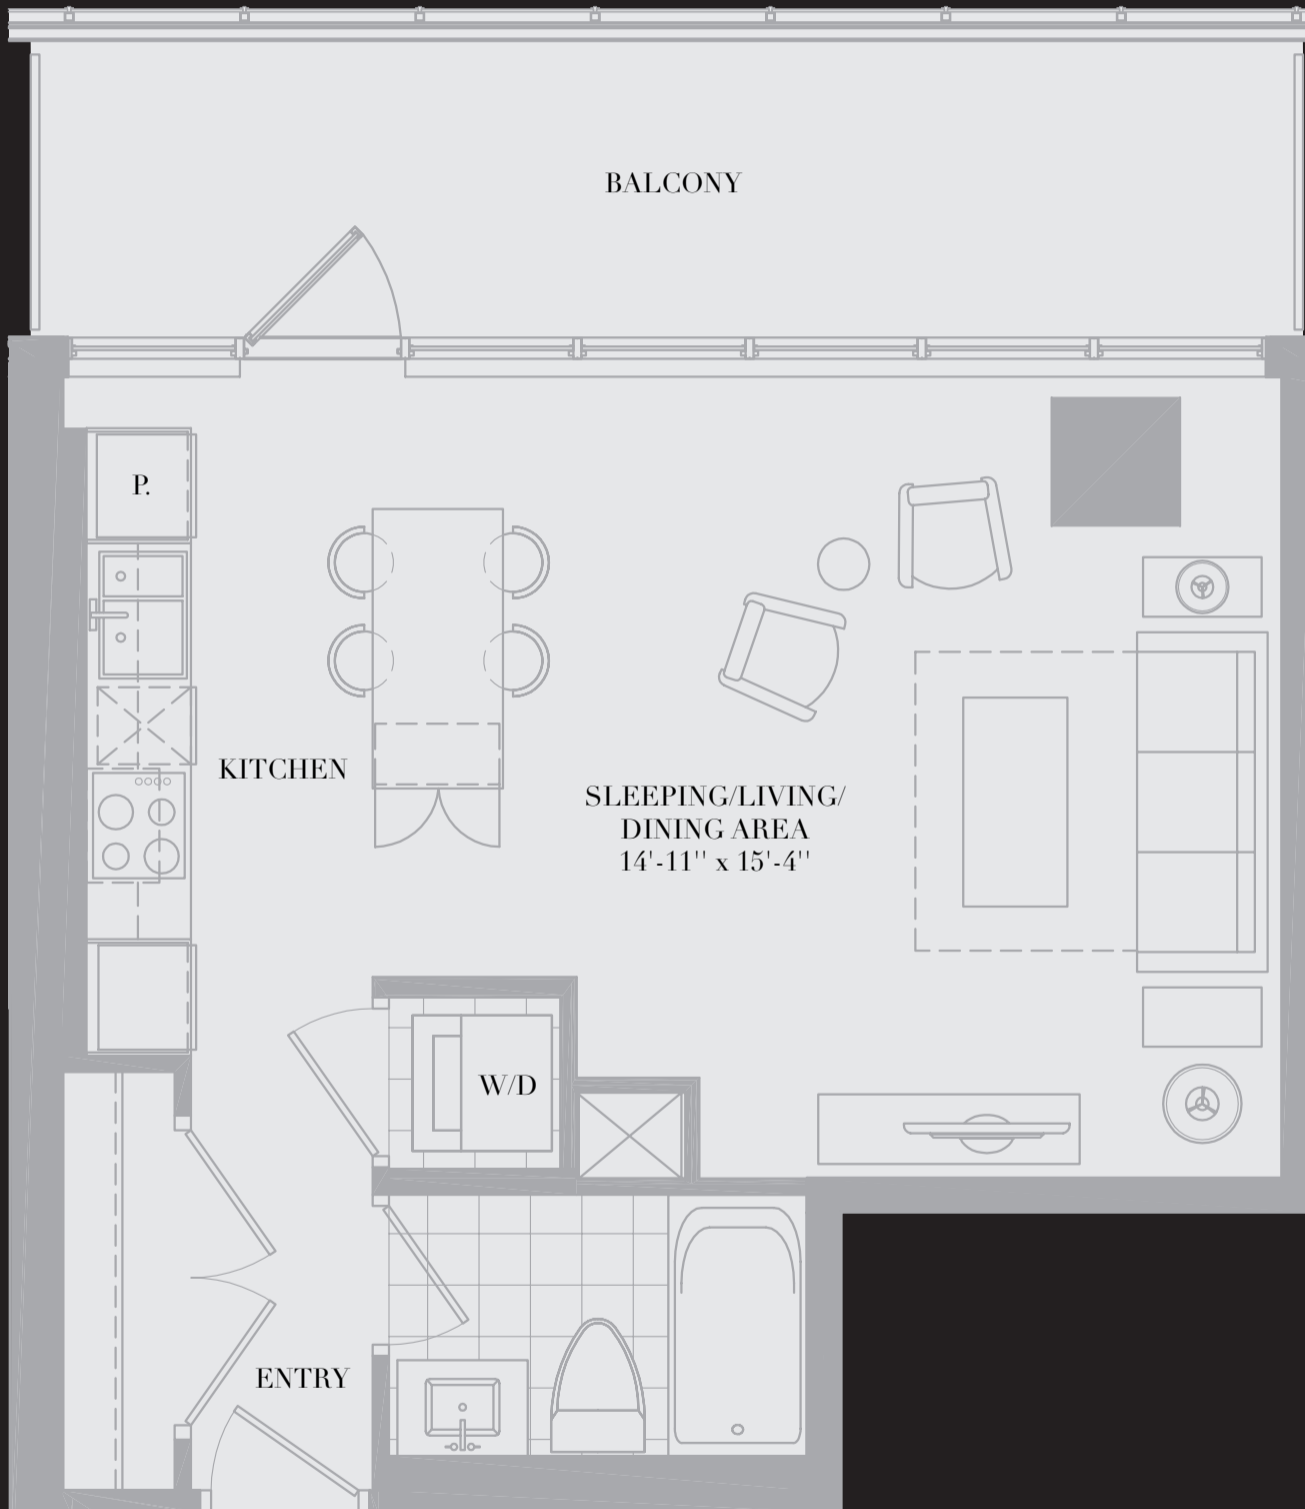 BALCONY
P.
KITCHEN
SLEEPING/LIVING/
DINING AREA
14'-11'' x 15'-4''
W/D
ENTRY